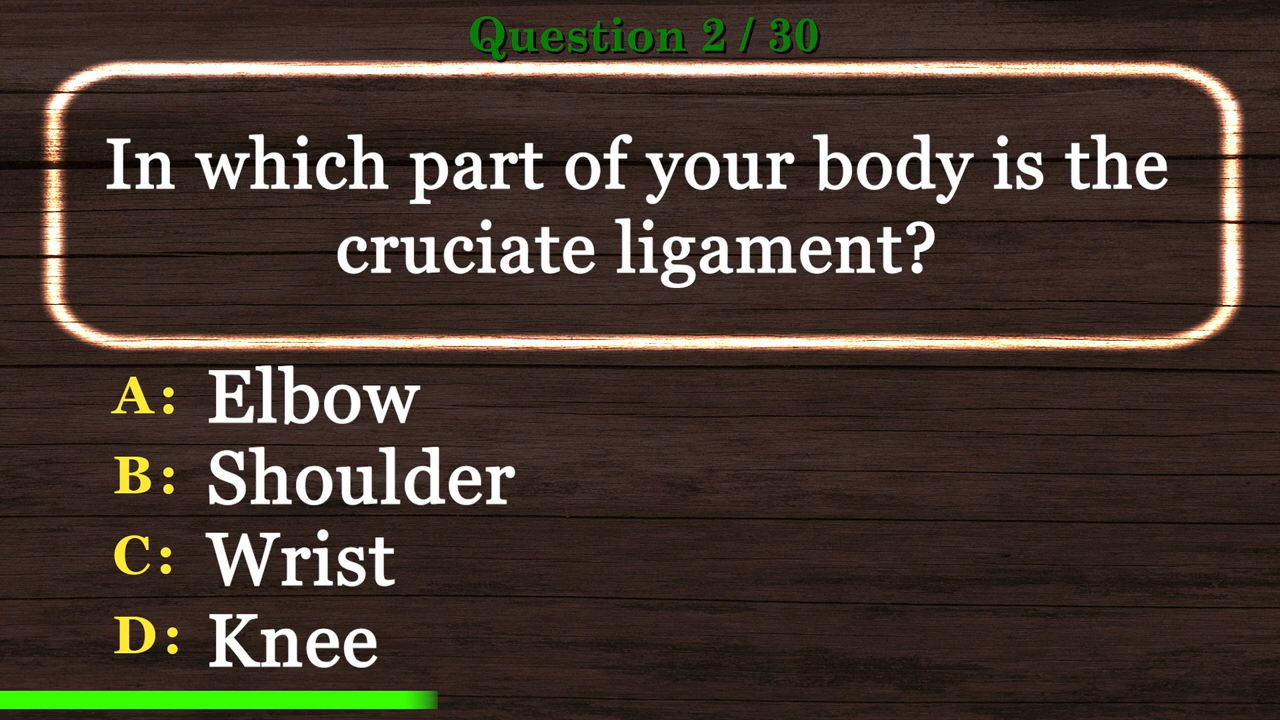 Question 2 / 30
In which part of your body is the
cruciate ligament?
A: Elbow
B: Shoulder
C: Wrist
D: Knee